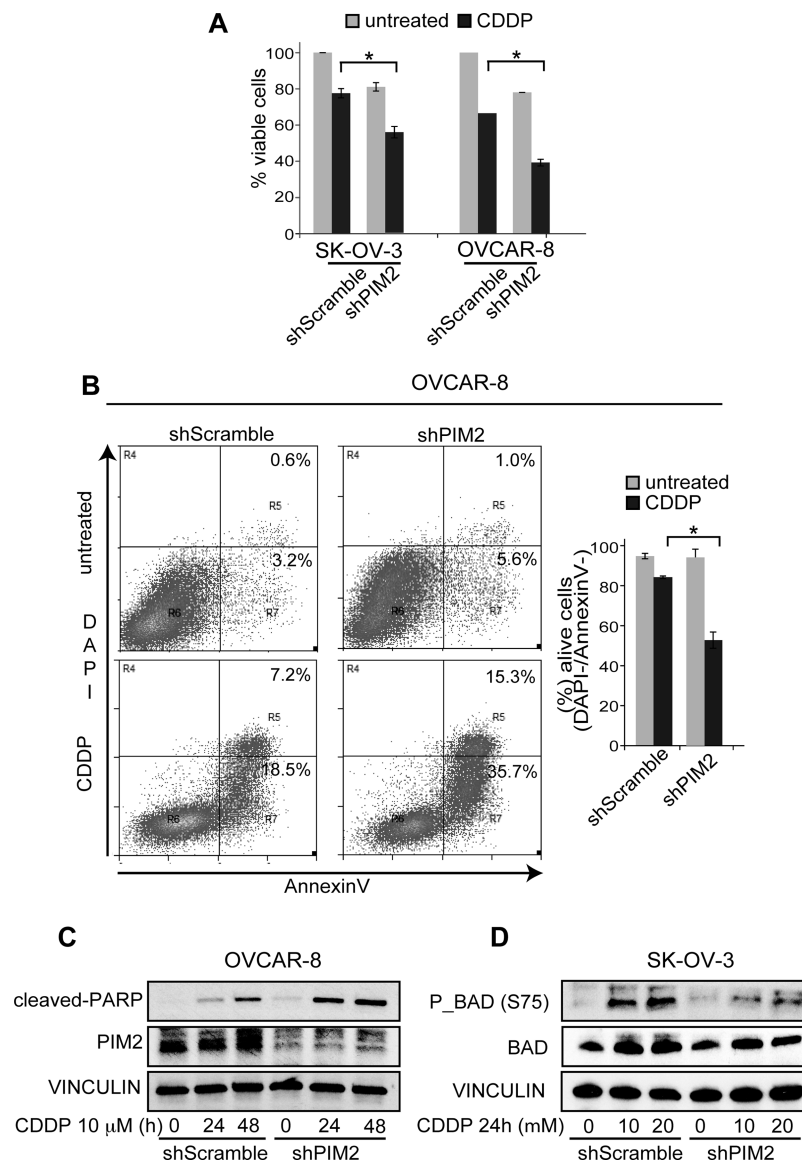 A
untreated CDDP
% viable cells
100
80
60
40
20
0
*
*
SK-OV-3
OVCAR-8
shScramble
shPIM2
shScramble
shPIM2
B
OVCAR-8
shScramble
shPIM2
untreated
CDDP
DAPI
R4
0.6%
R5
3.2%
R6
R7
R4
1.0%
R5
5.6%
R6
R7
R4
7.2%
R5
18.5%
R6
R7
R4
15.3%
R5
35.7%
R6
R7
AnnexinV
untreated
CDDP
(%) alive cells
(DAPI-/AnnexinV-)
100
80
60
40
20
0
*
shScramble
shPIM2
C
OVCAR-8
cleaved-PARP
PIM2
VINCULIN
CDDP 10 µM (h) 0 24 48 0 24 48
shScramble shPIM2
D
SK-OV-3
P_BAD (S75)
BAD
VINCULIN
CDDP 24h (mM) 0 10 20 0 10 20
shScramble shPIM2